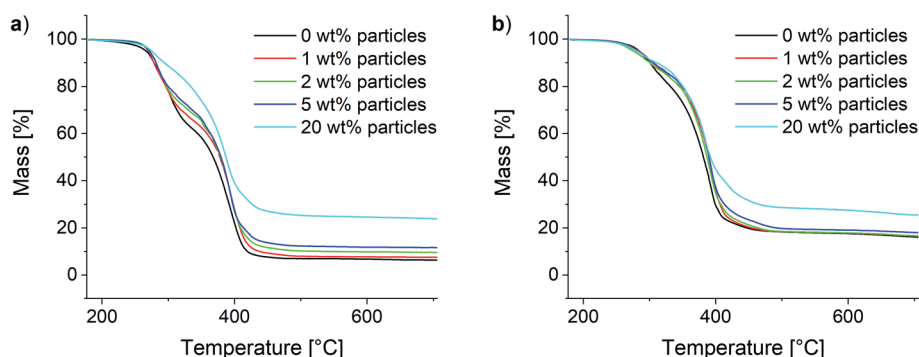 a)
0 wt% particles
1 wt% particles
2 wt% particles
5 wt% particles
20 wt% particles
100
80
60
40
20
0
Mass [%]
200 400 600
Temperature [°C]
b)
0 wt% particles
1 wt% particles
2 wt% particles
5 wt% particles
20 wt% particles
100
80
60
40
20
0
Mass [%]
200 400 600
Temperature [°C]